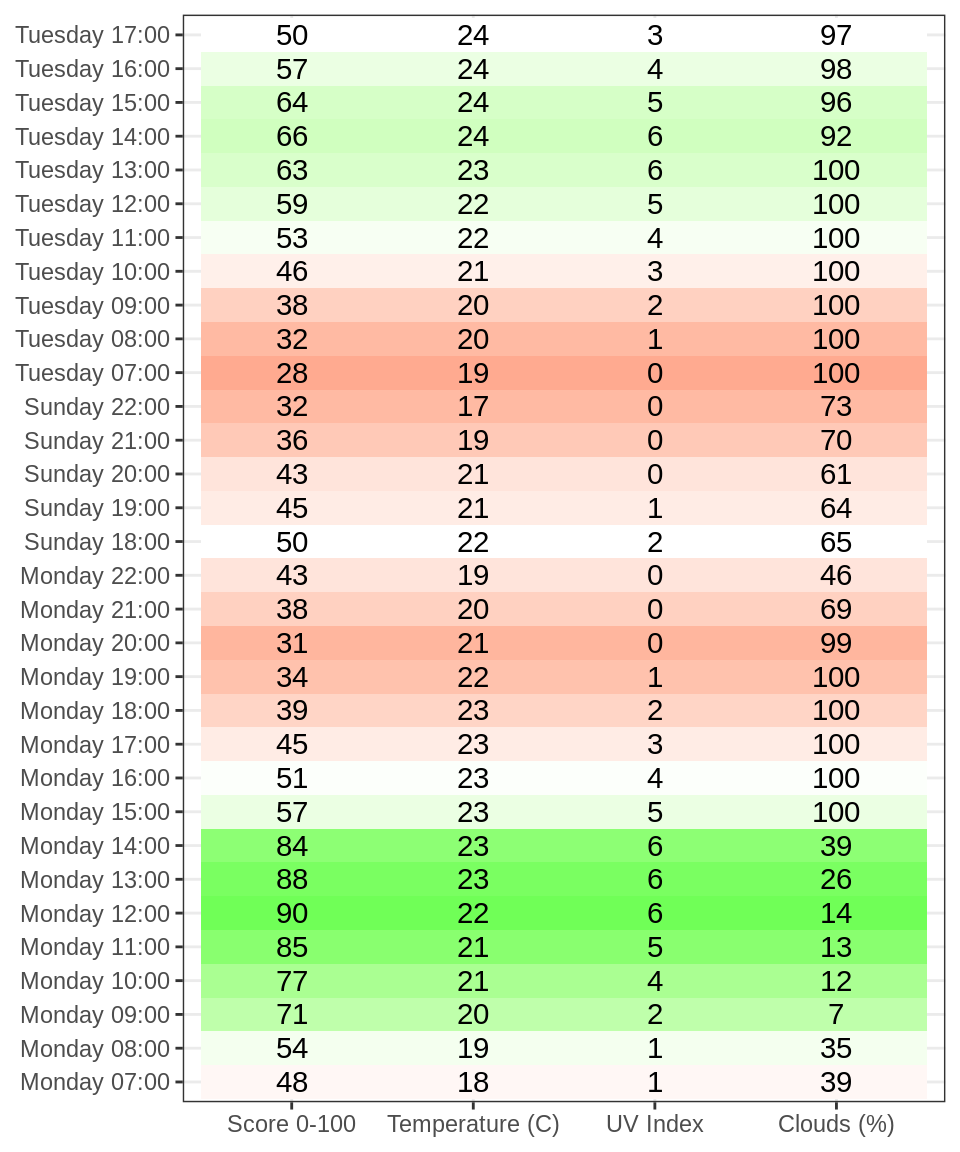 Tuesday 17:00 50 24 3 97
Tuesday 16:00 57 24 4 98
Tuesday 15:00 64 24 5 96
Tuesday 14:00 66 24 6 92
Tuesday 13:00 63 23 6 100
Tuesday 12:00 59 22 5 100
Tuesday 11:00 53 22 4 100
Tuesday 10:00 46 21 3 100
Tuesday 09:00 38 20 2 100
Tuesday 08:00 32 20 1 100
Tuesday 07:00 28 19 0 100
Sunday 22:00 32 17 0 73
Sunday 21:00 36 19 0 70
Sunday 20:00 43 21 0 61
Sunday 19:00 45 21 1 64
Sunday 18:00 50 22 2 65
Monday 22:00 43 19 0 46
Monday 21:00 38 20 0 69
Monday 20:00 31 21 0 99
Monday 19:00 34 22 1 100
Monday 18:00 39 23 2 100
Monday 17:00 45 23 3 100
Monday 16:00 51 23 4 100
Monday 15:00 57 23 5 100
Monday 14:00 84 23 6 39
Monday 13:00 88 23 6 26
Monday 12:00 90 22 6 14
Monday 11:00 85 21 5 13
Monday 10:00 77 21 4 12
Monday 09:00 71 20 2 7
Monday 08:00 54 19 1 35
Monday 07:00 48 18 1 39
Score 0-100 Temperature (C) UV Index Clouds (%)